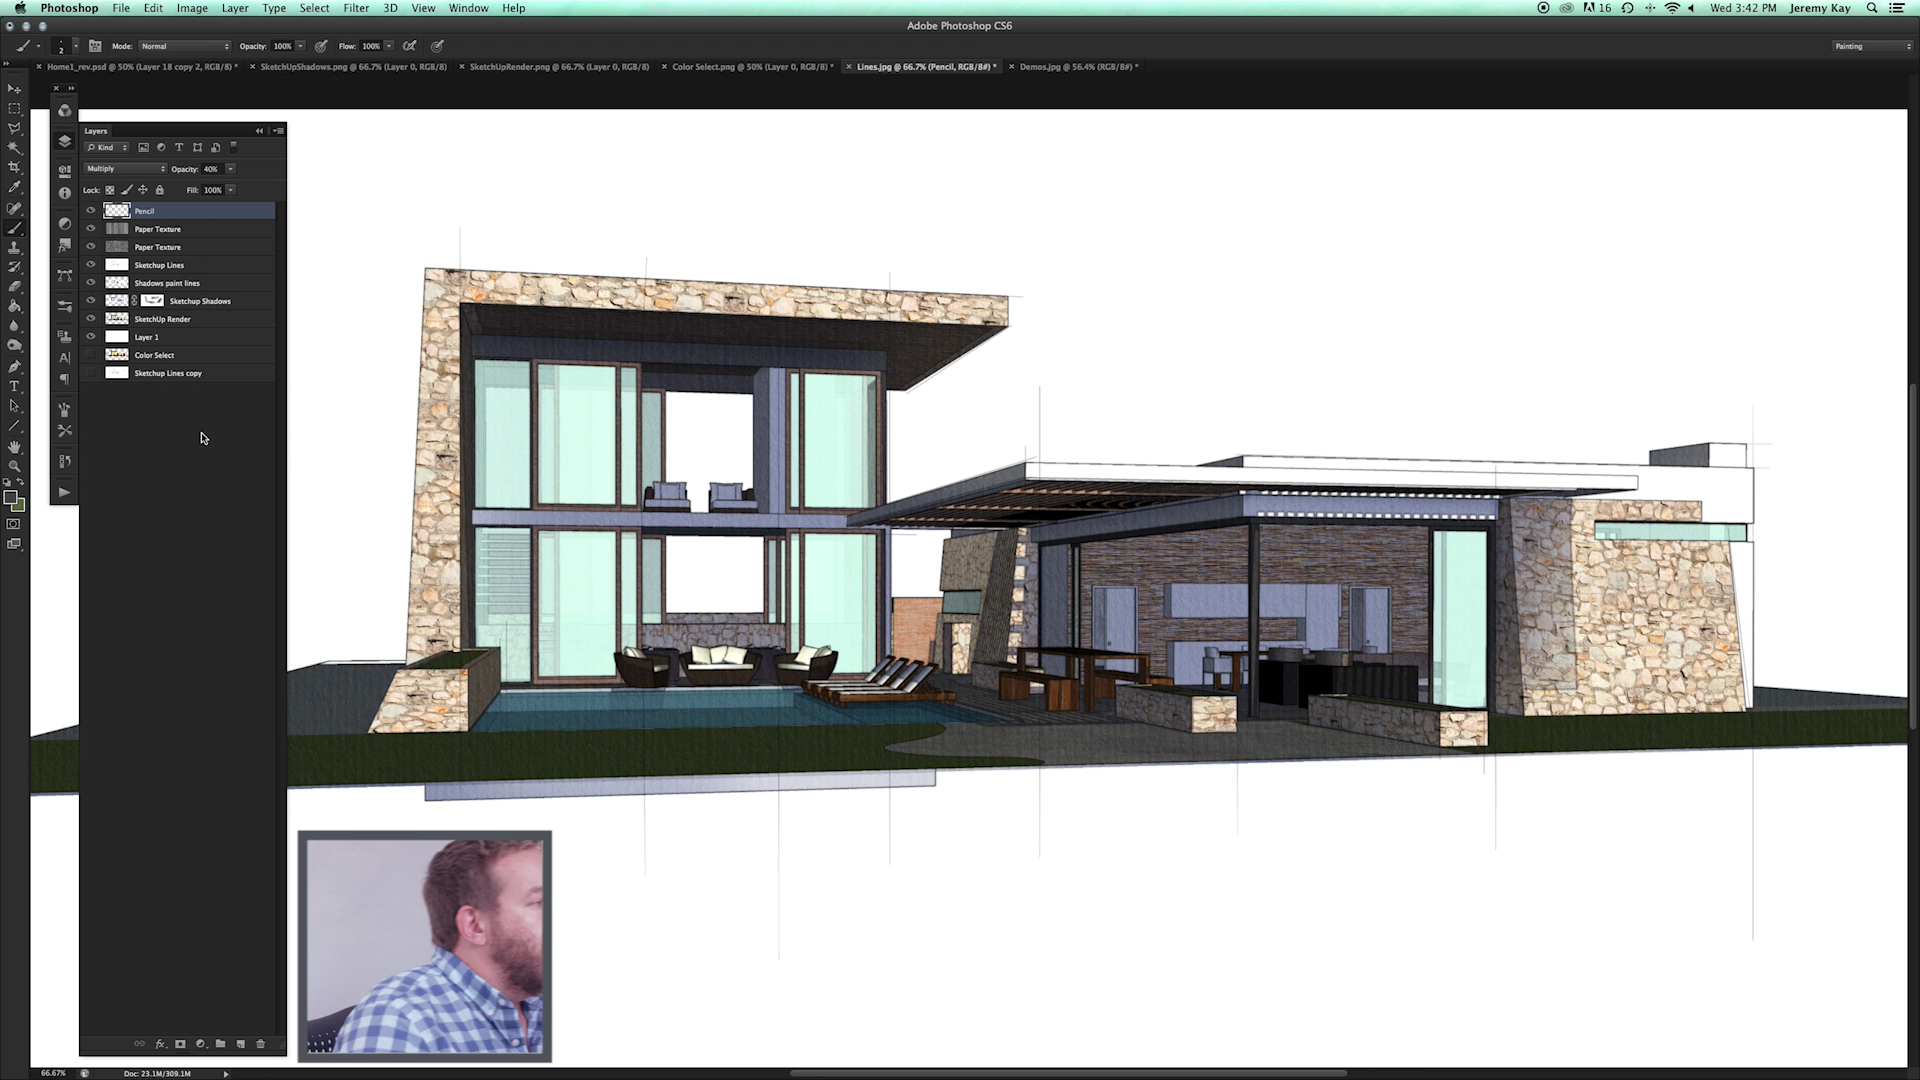 Photoshop File Edit Image Layer Type Select Filter 3D View Window Help 16 Wed 3:42 PM Jeremy Kay
Adobe Photoshop CS6
2 Mode: Normal Opacity: 100% Flow: 100% Painting
Home1_rev.psd @ 50% (Layer 18 copy 2, RGB/8) * SketchUpShadows.png @ 66.7% (Layer 0, RGB/8) SketchUpRender.png @ 66.7% (Layer 0, RGB/8) Color Select.png @ 50% (Layer 0, RGB/8) * Lines.jpg @ 66.7% (Pencil, RGB/8#) * Demos.jpg @ 56.4% (RGB/8#) *
Layers
Kind
Multiply Opacity: 40%
Lock: Fill: 100%
Pencil
Paper Texture
Paper Texture
Sketchup Lines
Shadows paint lines
Sketchup Shadows
SketchUp Render
Layer 1
Color Select
Sketchup Lines copy
66.67% Doc: 23.1M/309.1M